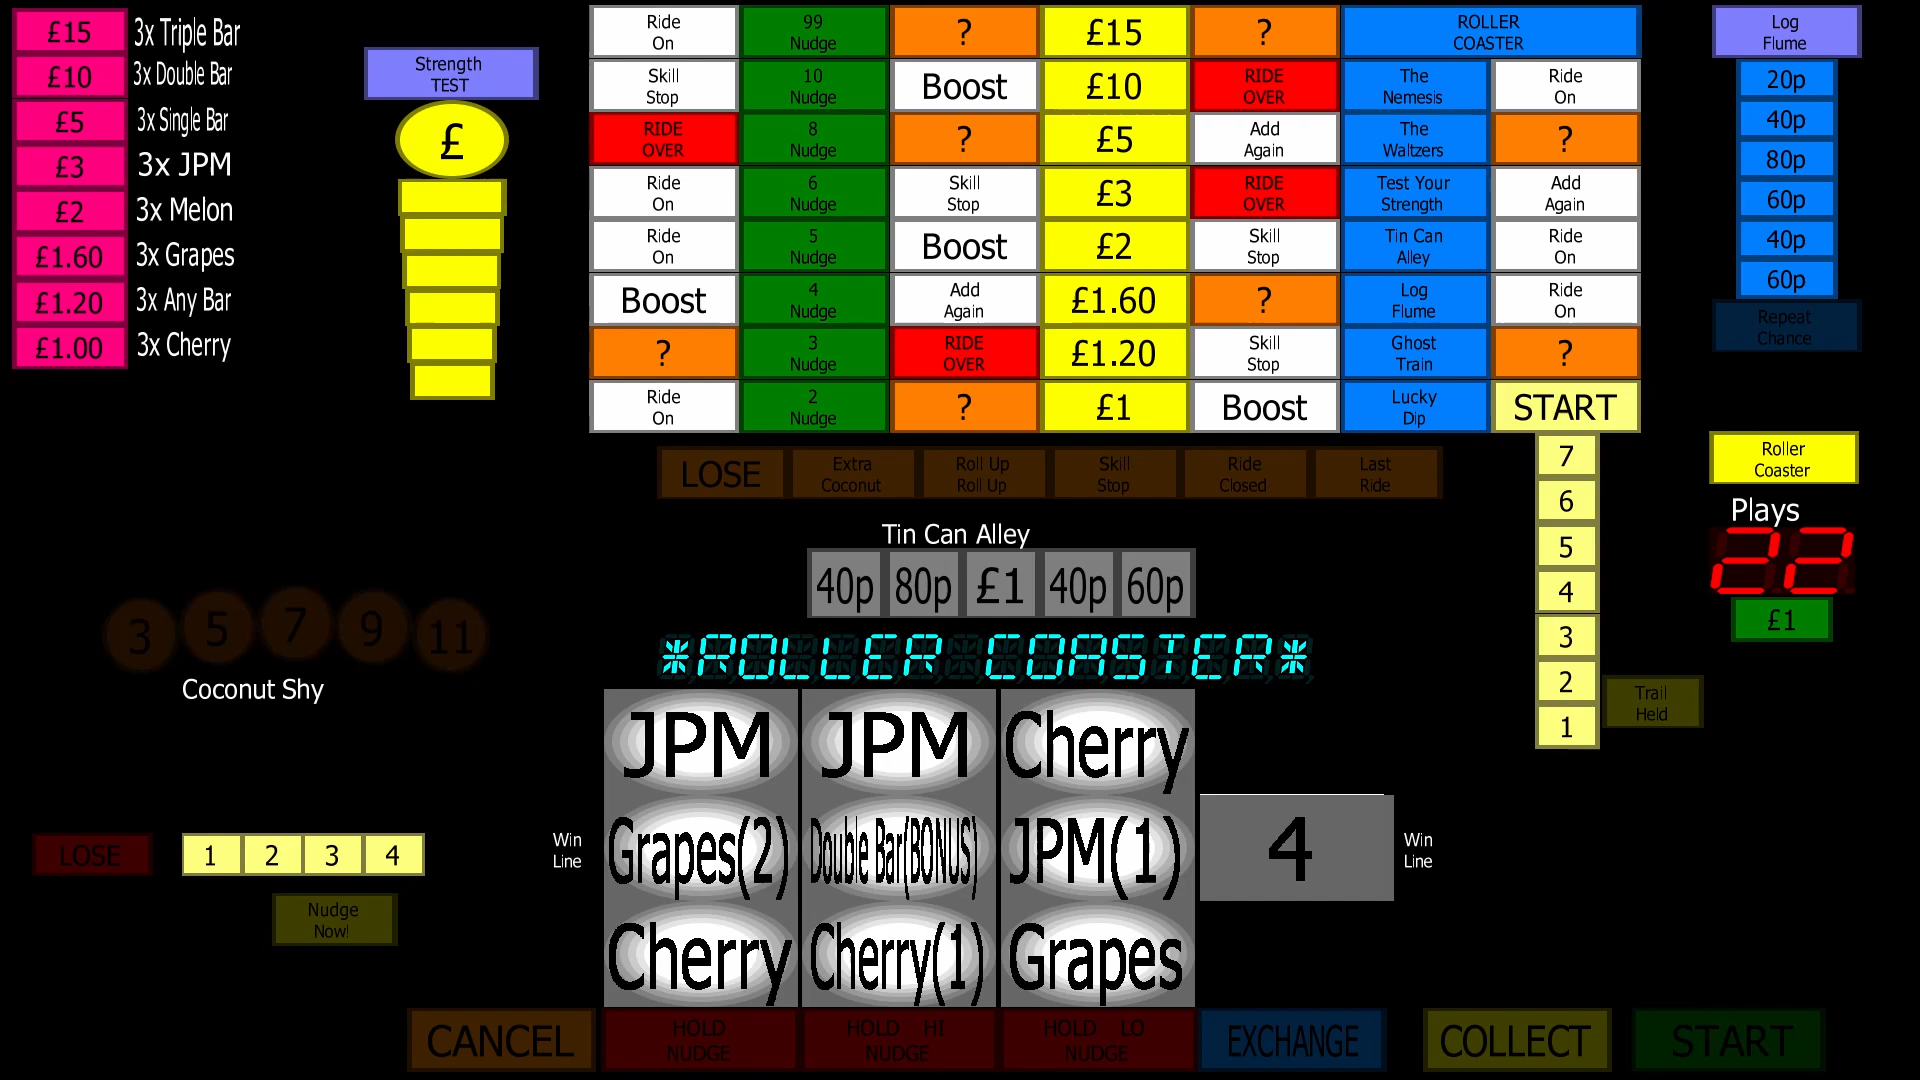 £15 3x Triple Bar
£10 3x Double Bar
£5 3x Single Bar
£3 3x JPM
£2 3x Melon
£1.60 3x Grapes
£1.20 3x Any Bar
£1.00 3x Cherry
Strength
TEST
£
Ride
On
99
Nudge
?
£15
?
ROLLER
COASTER
Skill
Stop
10
Nudge
Boost
£10
RIDE
OVER
The
Nemesis
Ride
On
RIDE
OVER
8
Nudge
?
£5
Add
Again
The
Waltzers
?
Ride
On
6
Nudge
Skill
Stop
£3
RIDE
OVER
Test Your
Strength
Add
Again
Ride
On
5
Nudge
Boost
£2
Skill
Stop
Tin Can
Alley
Ride
On
Boost
4
Nudge
Add
Again
£1.60
?
Log
Flume
Ride
On
?
3
Nudge
RIDE
OVER
£1.20
Skill
Stop
Ghost
Train
?
Ride
On
2
Nudge
?
£1
Boost
Lucky
Dip
START
7
6
5
4
3
2
1
Trail
Held
Log
Flume
20p
40p
80p
60p
40p
60p
Repeat
Chance
Roller
Coaster
Plays
22
£1
LOSE
Extra
Coconut
Roll Up
Roll Up
Skill
Stop
Ride
Closed
Last
Ride
Tin Can Alley
40p 80p £1 40p 60p
*ROLLER COASTER*
3 5 7 9 11
Coconut Shy
LOSE 1 2 3 4
Nudge
Now!
Win
Line
JPM JPM Cherry
Grapes(2) Double Bar(BONUS) JPM(1) 4
Cherry Cherry(1) Grapes
Win
Line
CANCEL
HOLD
NUDGE
HOLD HI
NUDGE
HOLD LO
NUDGE
EXCHANGE
COLLECT
START